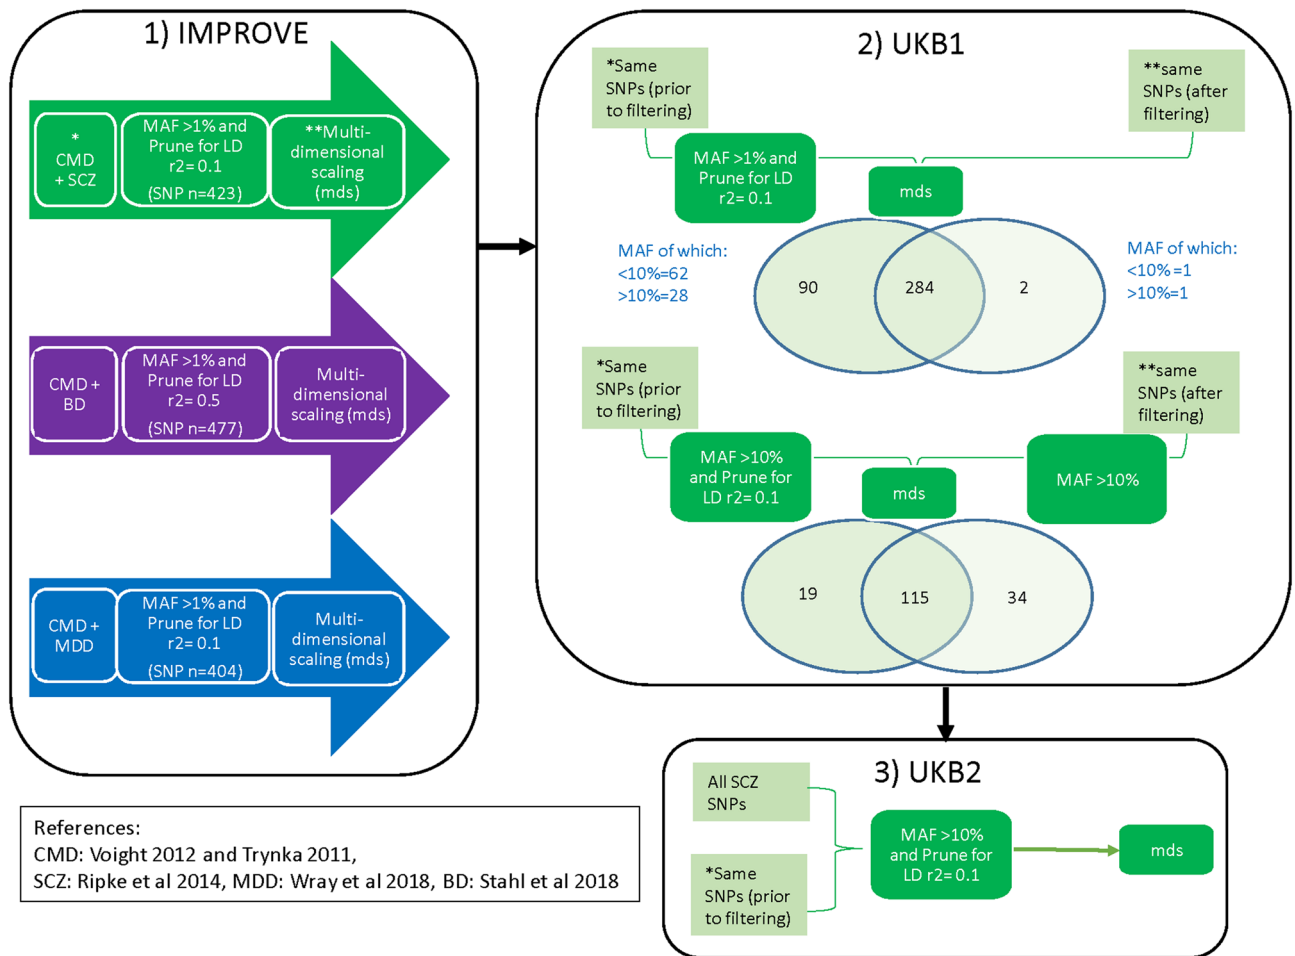 1) IMPROVE
*
CMD
+ SCZ
MAF >1% and
Prune for LD
r2= 0.1
(SNP n=423)
**Multi-
dimensional
scaling
(mds)
CMD +
BD
MAF >1% and
Prune for LD
r2= 0.5
(SNP n=477)
Multi-
dimensional
scaling (mds)
CMD +
MDD
MAF >1% and
Prune for LD
r2= 0.1
(SNP n=404)
Multi-
dimensional
scaling (mds)
2) UKB1
*Same
SNPs (prior
to filtering)
**same
SNPs (after
filtering)
MAF >1% and
Prune for LD
r2= 0.1
mds
MAF of which:
<10%=62
>10%=28
90
284
2
MAF of which:
<10% =1
>10%=1
*Same
SNPs (prior
to filtering)
**same
SNPs (after
filtering)
MAF >10%
and Prune for
LD r2= 0.1
mds
MAF >10%
19
115
34
3) UKB2
All SCZ
SNPs
*Same
SNPs (prior
to filtering)
MAF >10%
and Prune for
LD r2= 0.1
mds
References:
CMD: Voight 2012 and Trynka 2011,
SCZ: Ripke et al 2014, MDD: Wray et al 2018, BD: Stahl et al 2018